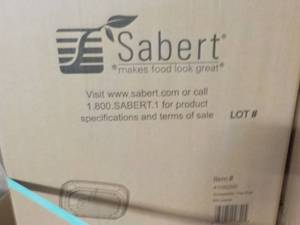 Sabert®
®makes food look great®
Visit www.sabert.com or call
1.800.SABERT.1 for product
specifications and terms of sale
LOT #
Item #